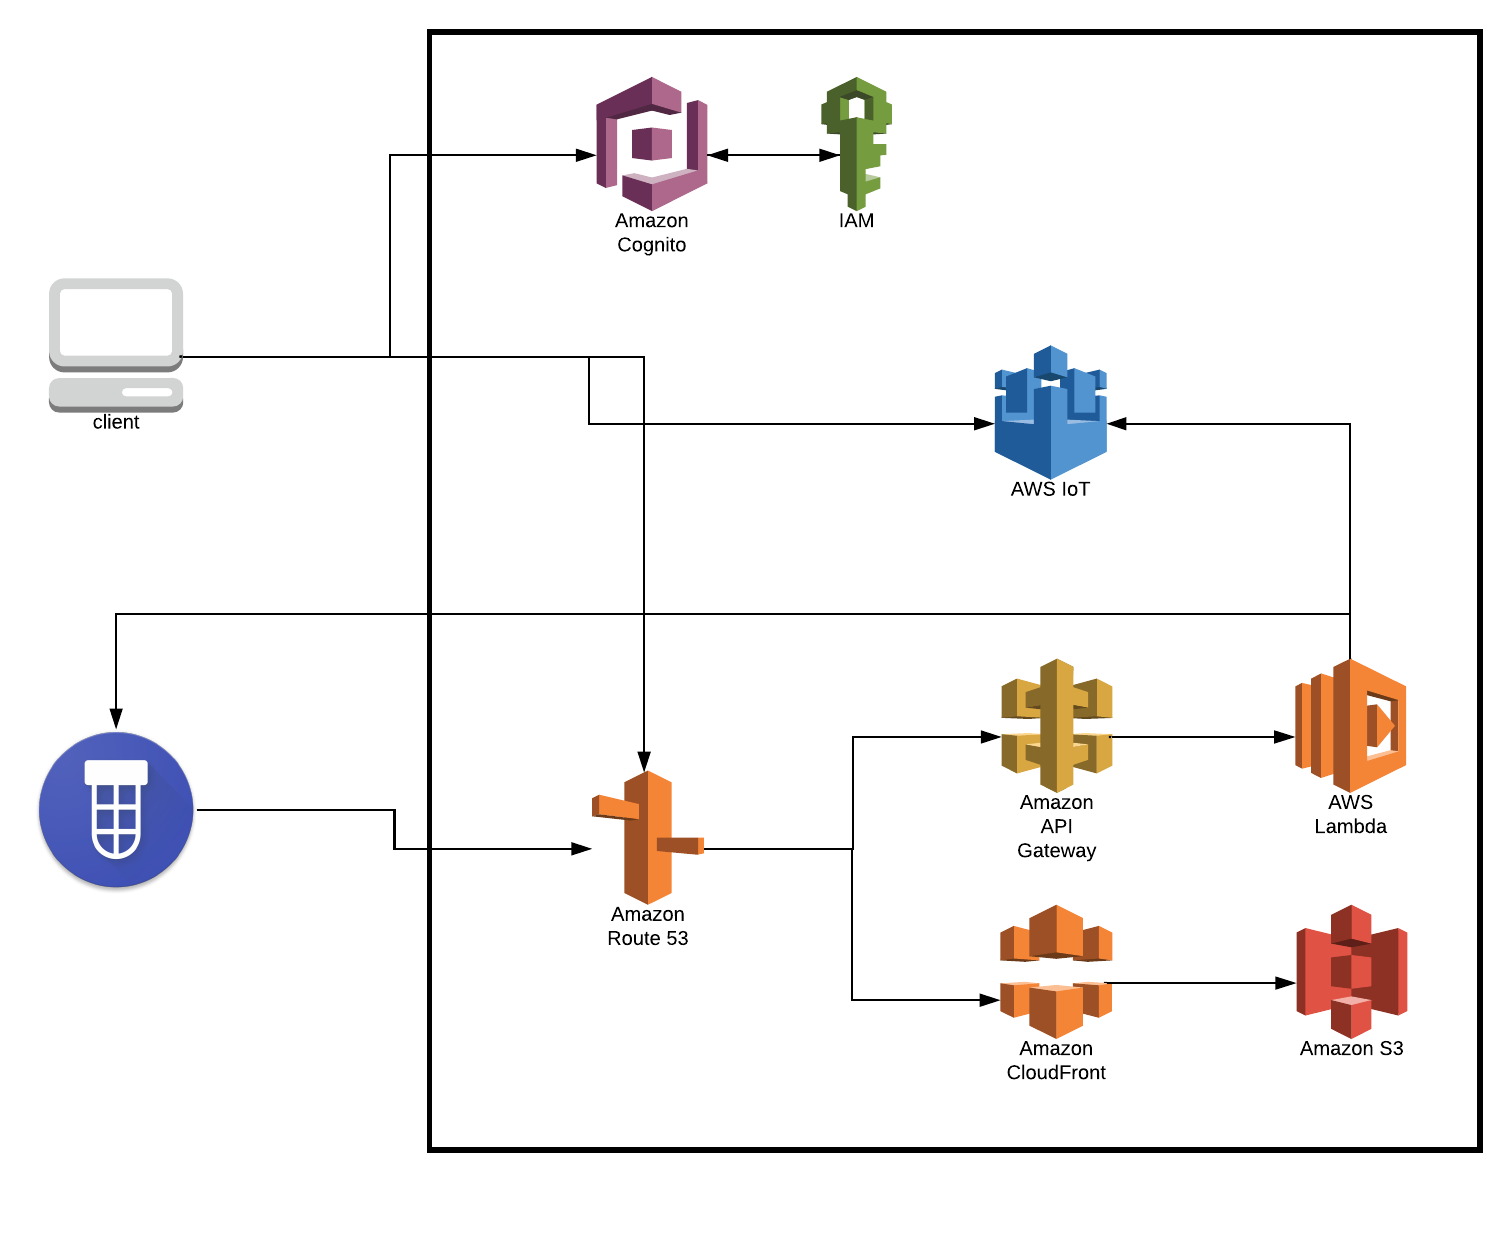 Amazon
Cognito
IAM
client
AWS IoT
Amazon
API
Gateway
AWS
Lambda
Amazon
Route 53
Amazon
CloudFront
Amazon S3